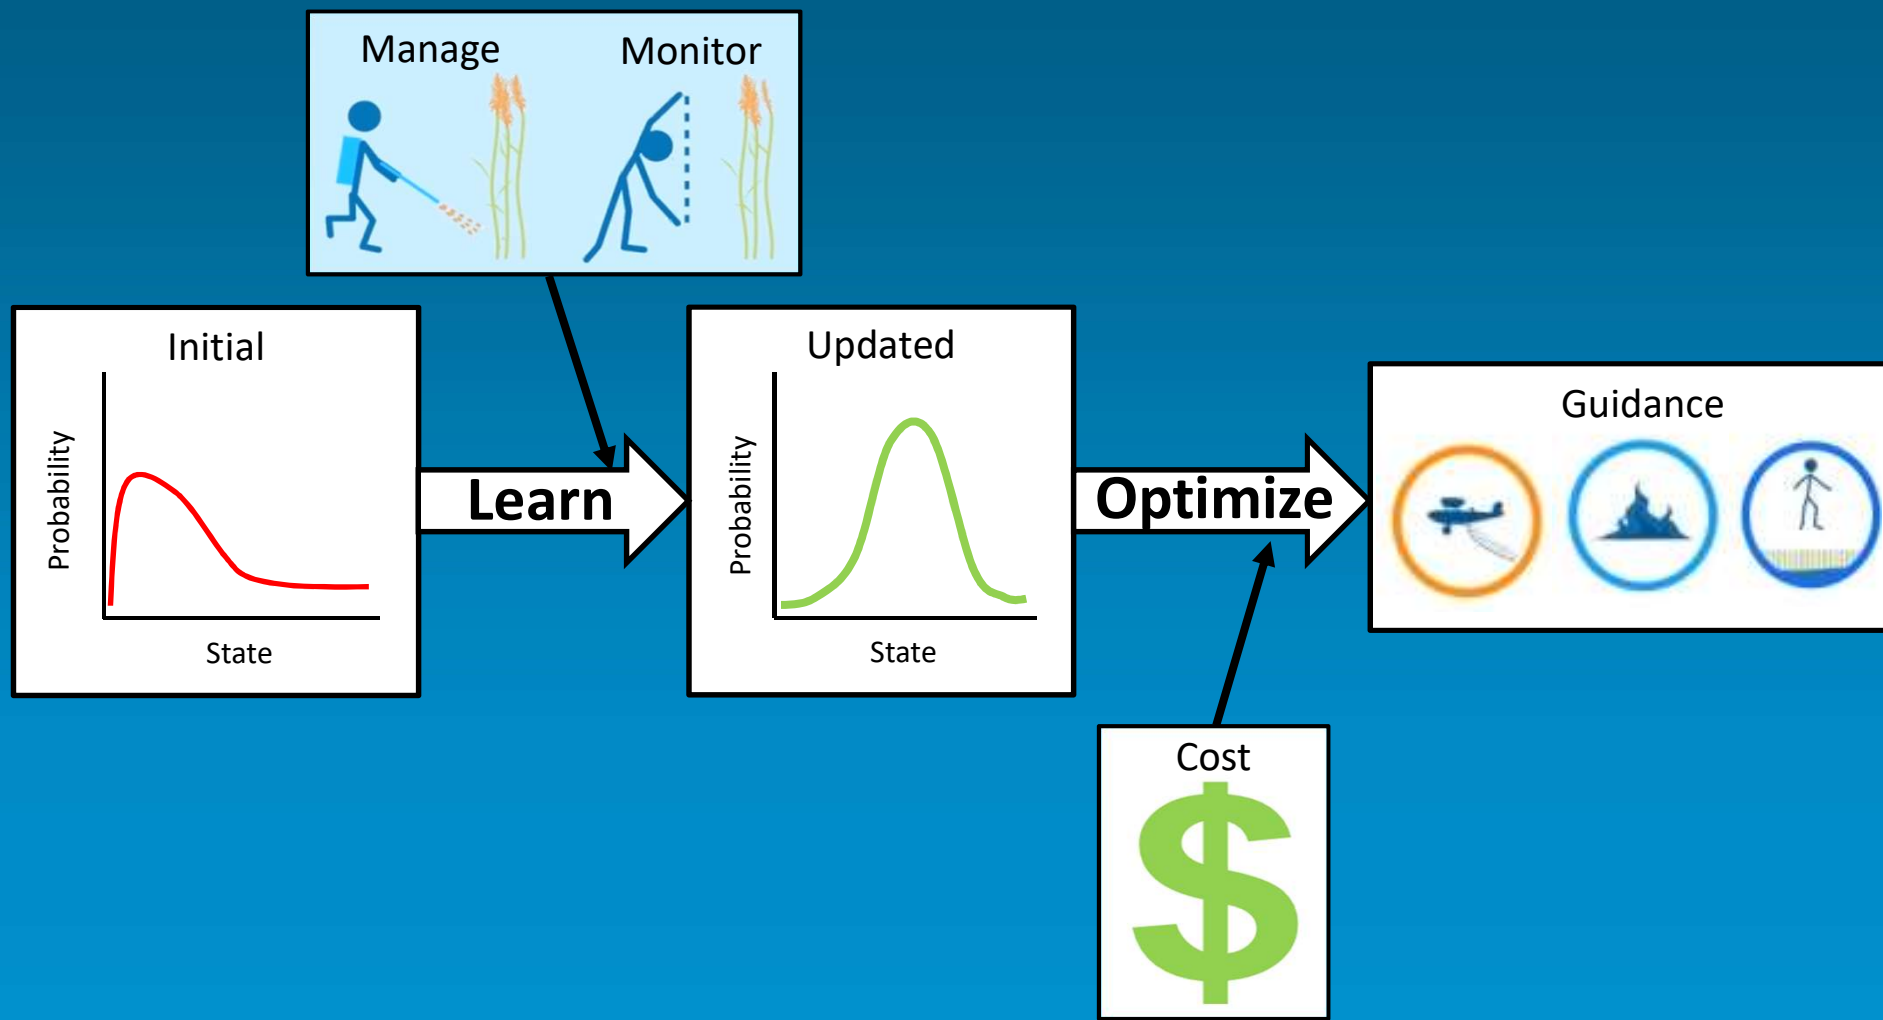 Manage
Monitor
Initial
Probability
State
Learn
Updated
Probability
State
Optimize
Cost
$
Guidance